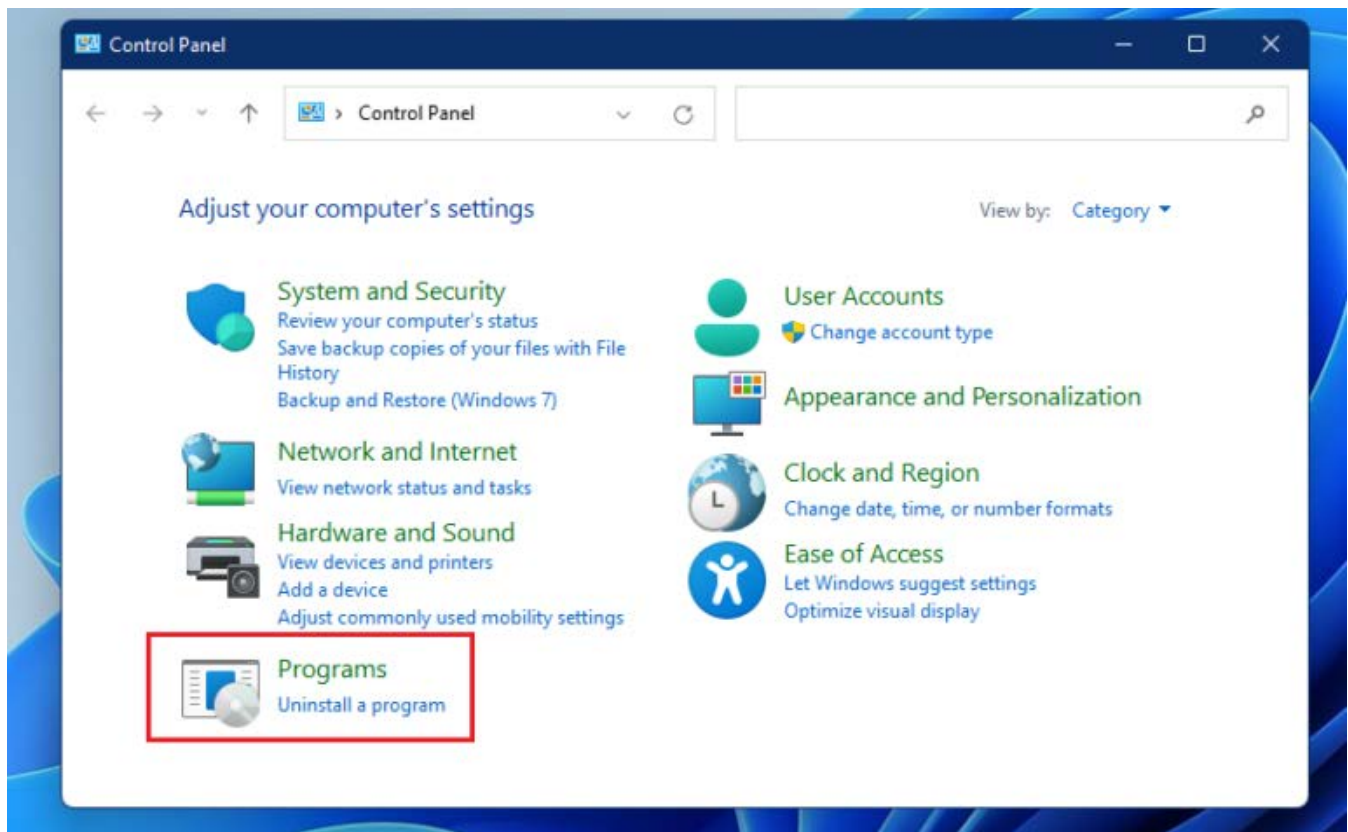 Control Panel
Control Panel
Adjust your computer's settings
View by: Category
System and Security
Review your computer's status
Save backup copies of your files with File
History
Backup and Restore (Windows 7)
Network and Internet
View network status and tasks
Hardware and Sound
View devices and printers
Add a device
Adjust commonly used mobility settings
Programs
Uninstall a program
User Accounts
Change account type
Appearance and Personalization
Clock and Region
Change date, time, or number formats
Ease of Access
Let Windows suggest settings
Optimize visual display